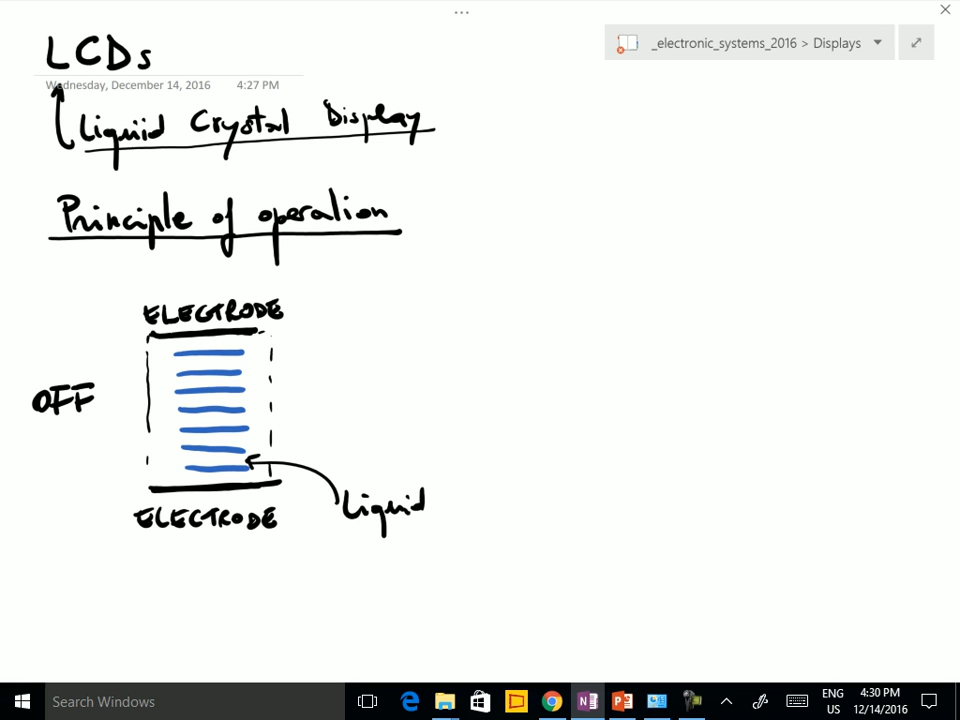 ...
LCDs
_electronic_systems_2016 > Displays
Wednesday, December 14, 2016 4:27 PM
Liquid Crystal Display
Principle of operation
ELECTRODE
OFF
Liquid
ELECTRODE
Search Windows
ENG
US
4:30 PM
12/14/2016